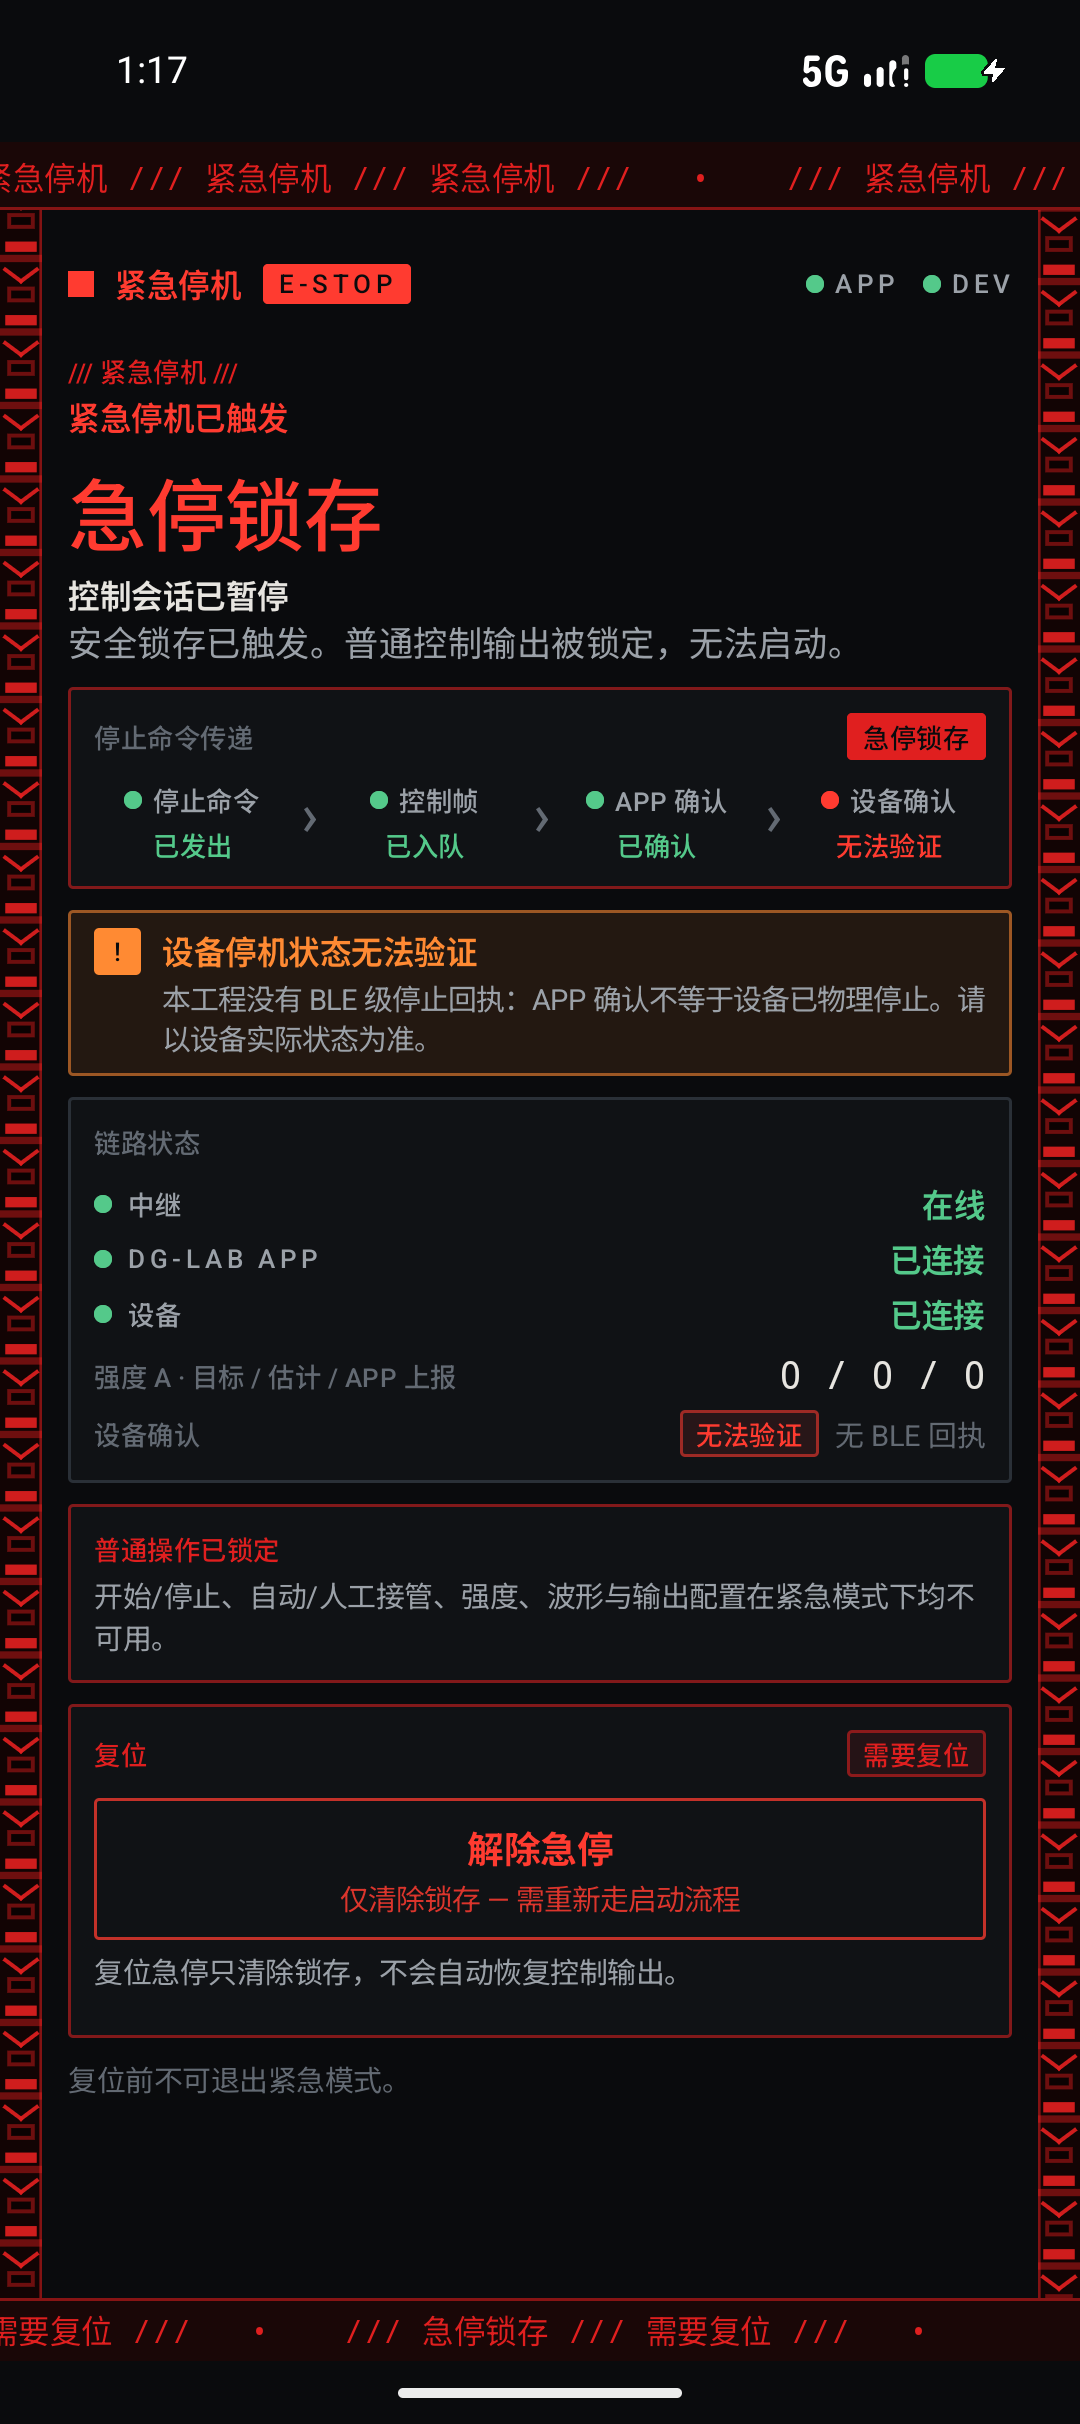 1:17
5G
紧急停机 /// 紧急停机 /// 紧急停机 /// • /// 紧急停机 ///
紧急停机 E-STOP
APP DEV
/// 紧急停机 ///
紧急停机已触发
急停锁存
控制会话已暂停
安全锁存已触发。普通控制输出被锁定，无法启动。
停止命令传递 急停锁存
停止命令 › 控制帧 › APP 确认 › 设备确认
已发出 已入队 已确认 无法验证
! 设备停机状态无法验证
本工程没有 BLE 级停止回执：APP 确认不等于设备已物理停止。请
以设备实际状态为准。
链路状态
中继 在线
DG-LAB APP 已连接
设备 已连接
强度 A · 目标 / 估计 / APP 上报 0 / 0 / 0
设备确认 无法验证 无 BLE 回执
普通操作已锁定
开始/停止、自动/人工接管、强度、波形与输出配置在紧急模式下均不
可用。
复位 需要复位
解除急停
仅清除锁存 — 需重新走启动流程
复位急停只清除锁存，不会自动恢复控制输出。
复位前不可退出紧急模式。
需要复位 /// • /// 急停锁存 /// 需要复位 /// •